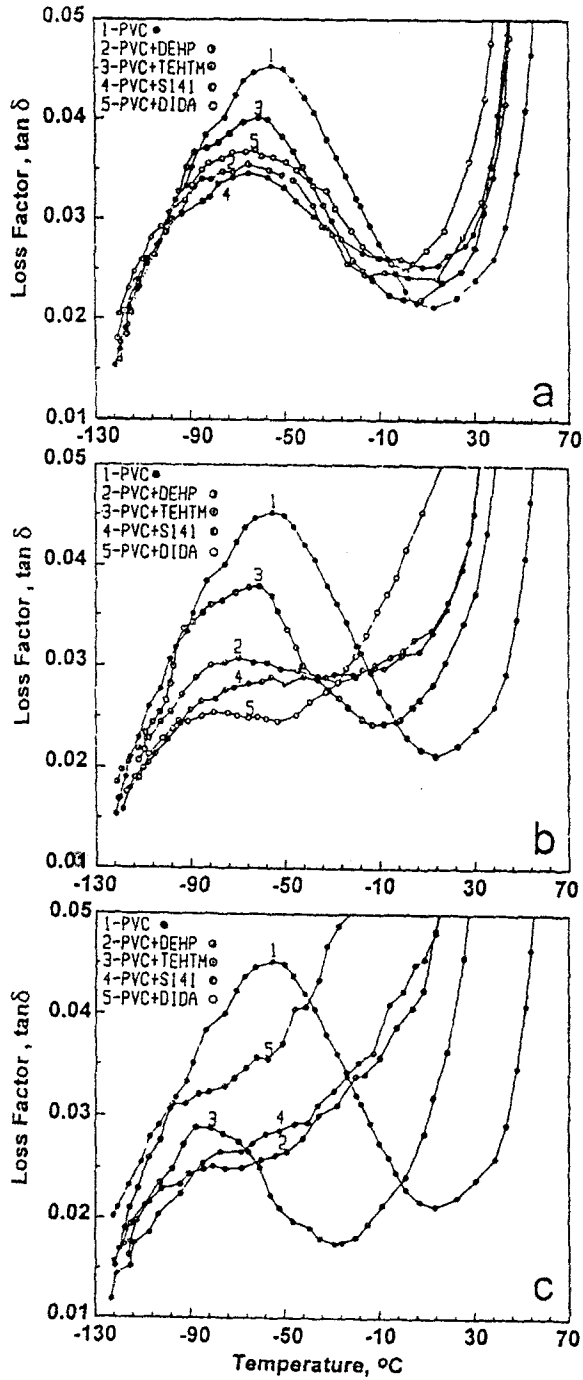 0.05
0.04
0.03
0.02
0.01
Loss Factor, tan δ
1-PVC
2-PVC+DEHP
3-PVC+TEHTM
4-PVC+S141
5-PVC+DIDA
1
3
5
2
4
a
-130 -90 -50 -10 30 70
0.05
0.04
0.03
0.02
Loss Factor, tan δ
1-PVC
2-PVC+DEHP
3-PVC+TEHTM
4-PVC+S141
5-PVC+DIDA
1
3
2
4
5
b
-130 -90 -50 -10 30 70
0.05
0.04
0.03
0.02
0.01
Loss Factor, tanδ
1-PVC
2-PVC+DEHP
3-PVC+TEHTM
4-PVC+S141
5-PVC+DIDA
1
5
3
4
2
c
-130 -90 -50 -10 30 70
Temperature, ºC